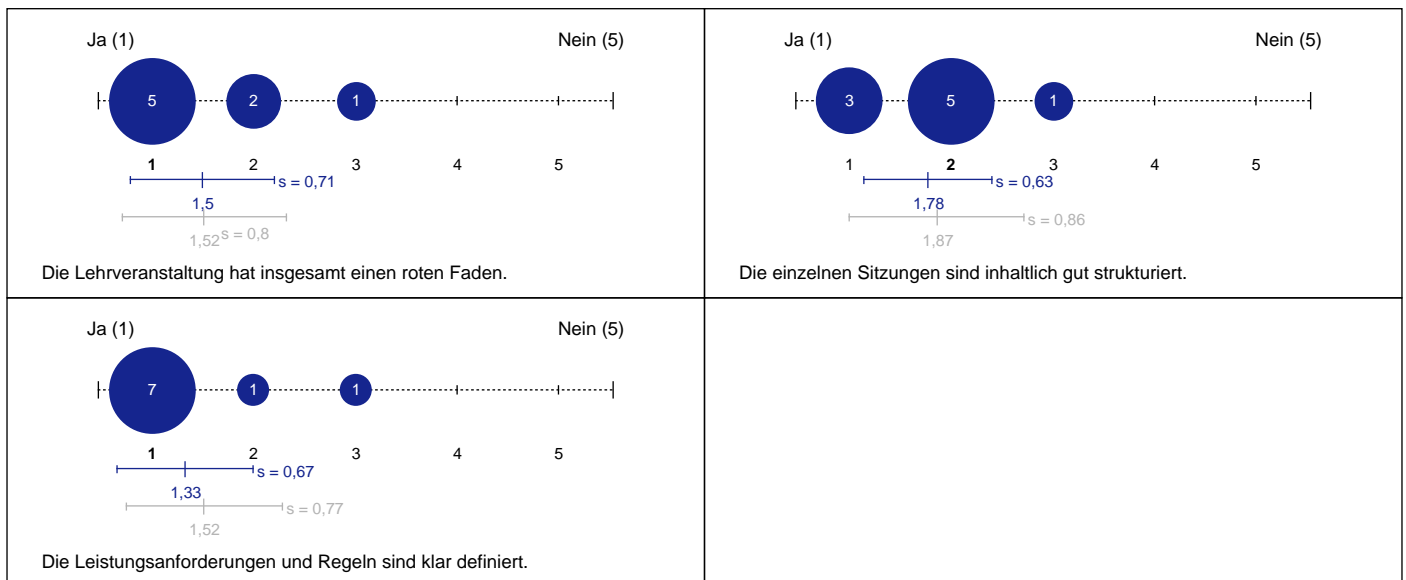 Ja (1) Nein (5)
5 2 1
1 2 3 4 5
s = 0,71
1,5
s = 0,8
1,52
Die Lehrveranstaltung hat insgesamt einen roten Faden.
Ja (1) Nein (5)
3 5 1
1 2 3 4 5
s = 0,63
1,78
s = 0,86
1,87
Die einzelnen Sitzungen sind inhaltlich gut strukturiert.
Ja (1) Nein (5)
7 1 1
1 2 3 4 5
s = 0,67
1,33
s = 0,77
1,52
Die Leistungsanforderungen und Regeln sind klar definiert.